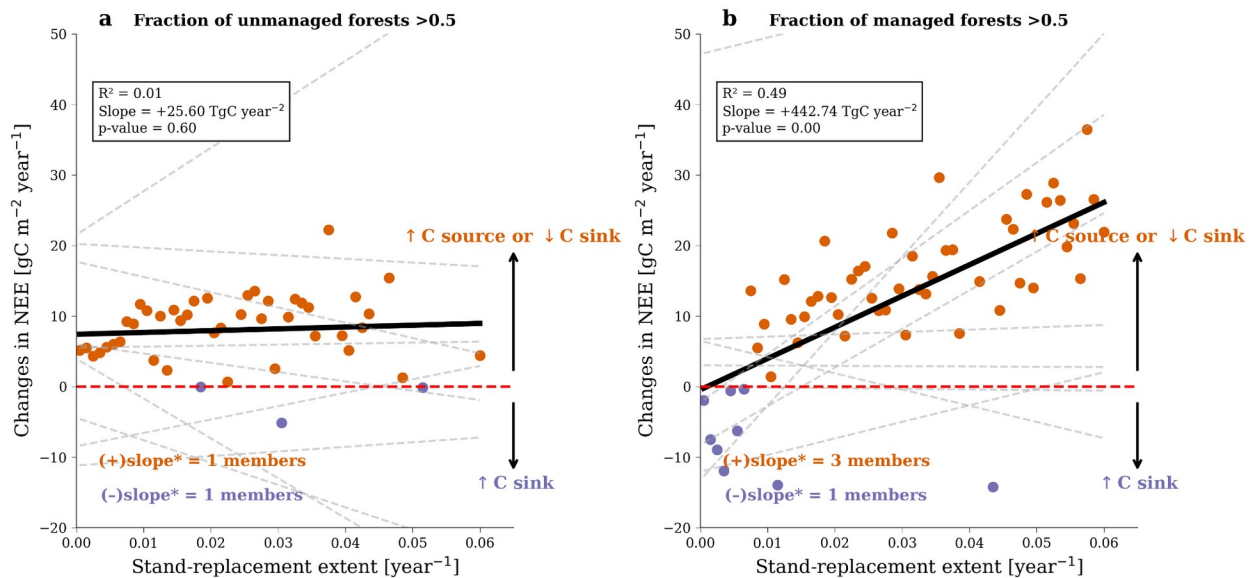 a Fraction of unmanaged forests >0.5
50
40
30
20
10
0
−10
−20
Changes in NEE [gC m⁻² year⁻¹]
R² = 0.01
Slope = +25.60 TgC year⁻²
p-value = 0.60
↑ C source or ↓ C sink
(+)slope* = 1 members
(–)slope* = 1 members
↑ C sink
0.00 0.01 0.02 0.03 0.04 0.05 0.06
Stand-replacement extent [year⁻¹]
b Fraction of managed forests >0.5
50
40
30
20
10
0
−10
−20
Changes in NEE [gC m⁻² year⁻¹]
R² = 0.49
Slope = +442.74 TgC year⁻²
p-value = 0.00
↑ C source or ↓ C sink
(+)slope* = 3 members
(–)slope* = 1 members
↑ C sink
0.00 0.01 0.02 0.03 0.04 0.05 0.06
Stand-replacement extent [year⁻¹]